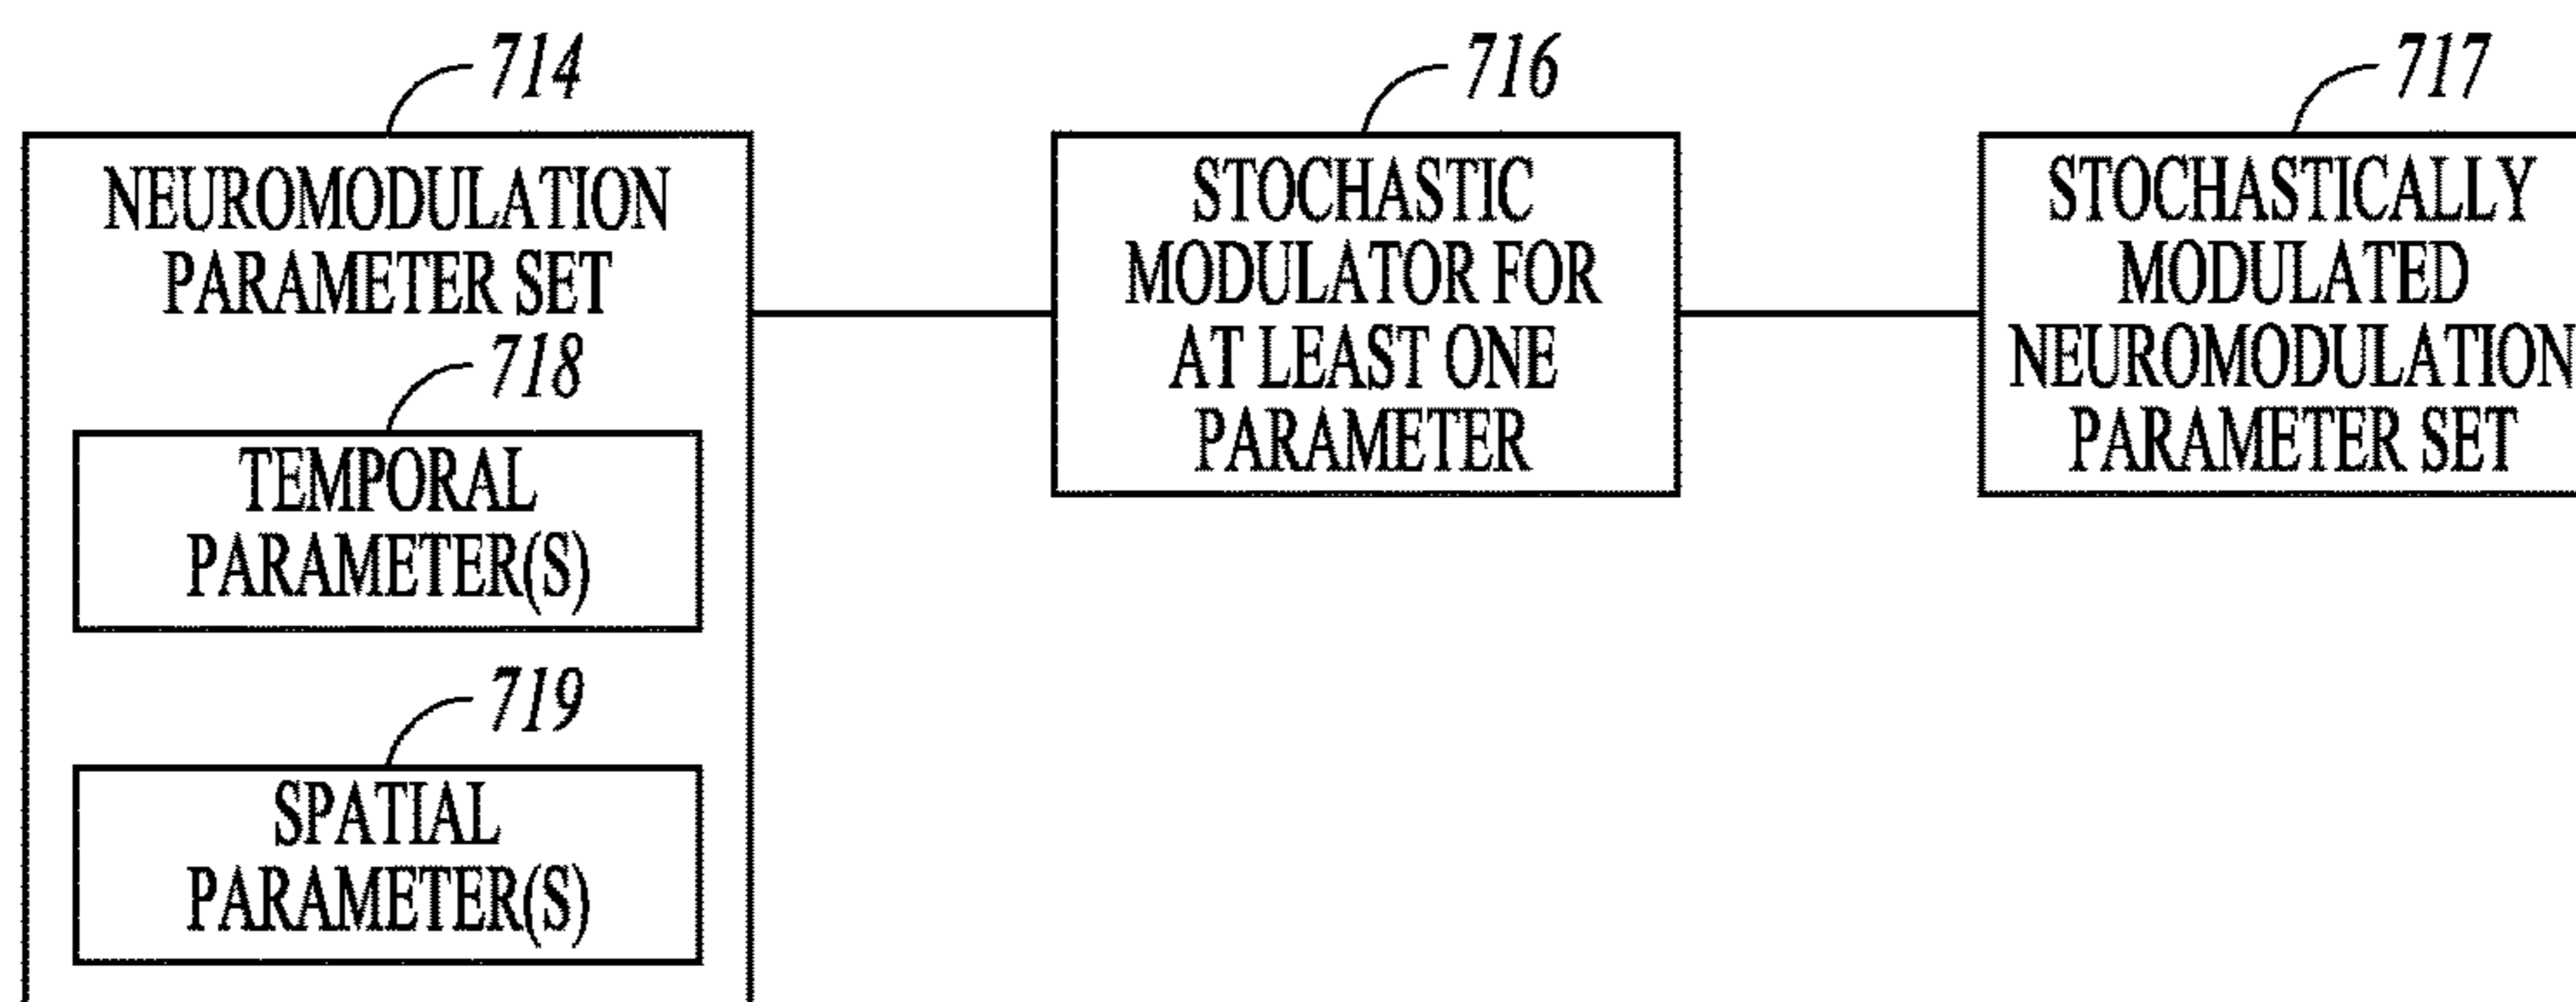 714
NEUROMODULATION
PARAMETER SET
718
TEMPORAL
PARAMETER(S)
719
SPATIAL
PARAMETER(S)
716
STOCHASTIC
MODULATOR FOR
AT LEAST ONE
PARAMETER
717
STOCHASTICALLY
MODULATED
NEUROMODULATION
PARAMETER SET